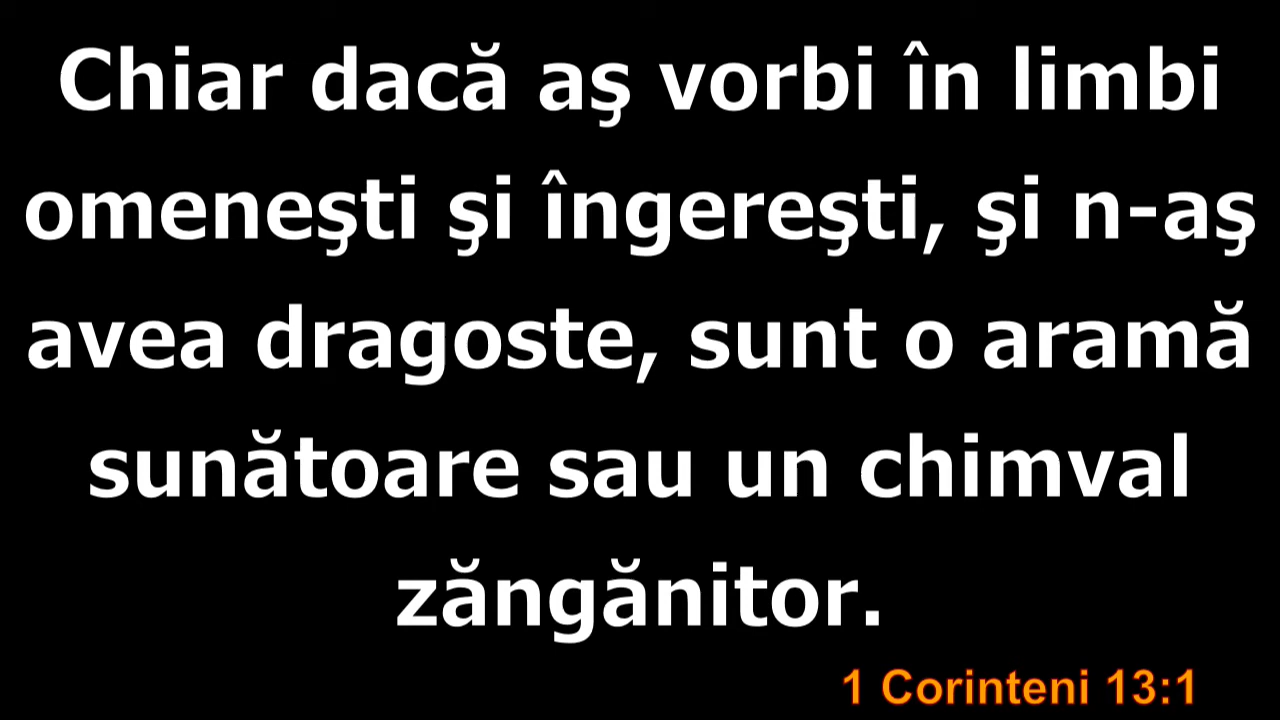 Chiar dacă aş vorbi în limbi
omeneşti şi îngereşti, şi n-aş
avea dragoste, sunt o aramă
sunătoare sau un chimval
zăngănitor.
1 Corinteni 13:1